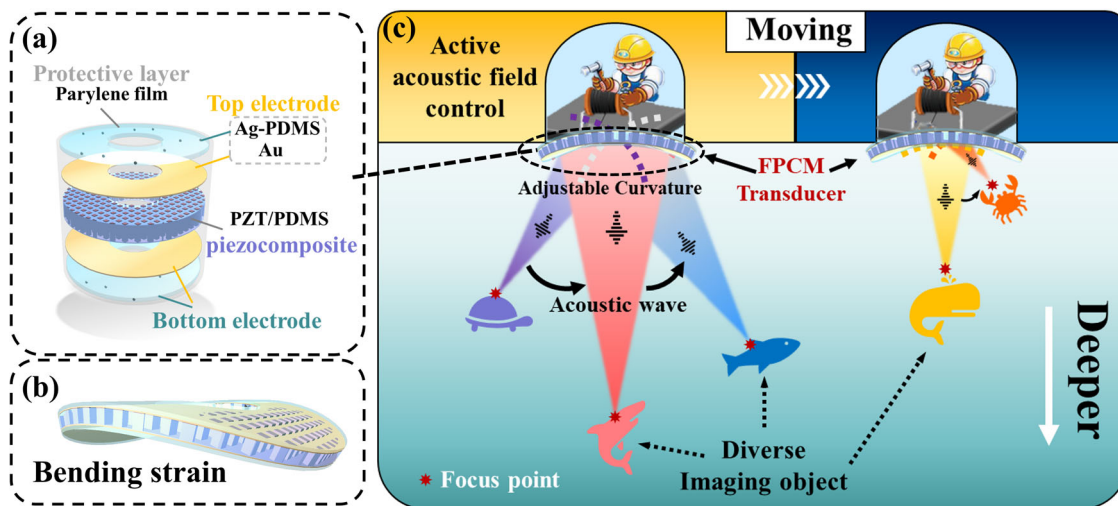 (a)
Protective layer
Parylene film
Top electrode
Ag-PDMS
Au
PZT/PDMS
piezocomposite
Bottom electrode
(b)
Bending strain
(c)
Active
acoustic field
control
Moving
Adjustable Curvature
FPCM
Transducer
Acoustic wave
Deeper
Diverse
Imaging object
Focus point